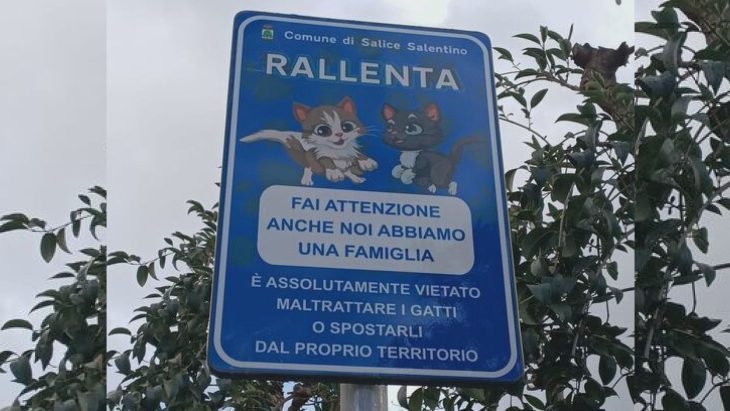 Comune di Salice Salentino
RALLENTA
FAI ATTENZIONE
ANCHE NOI ABBIAMO
UNA FAMIGLIA
È ASSOLUTAMENTE VIETATO
MALTRATTARE I GATTI
O SPOSTARLI
DAL PROPRIO TERRITORIO